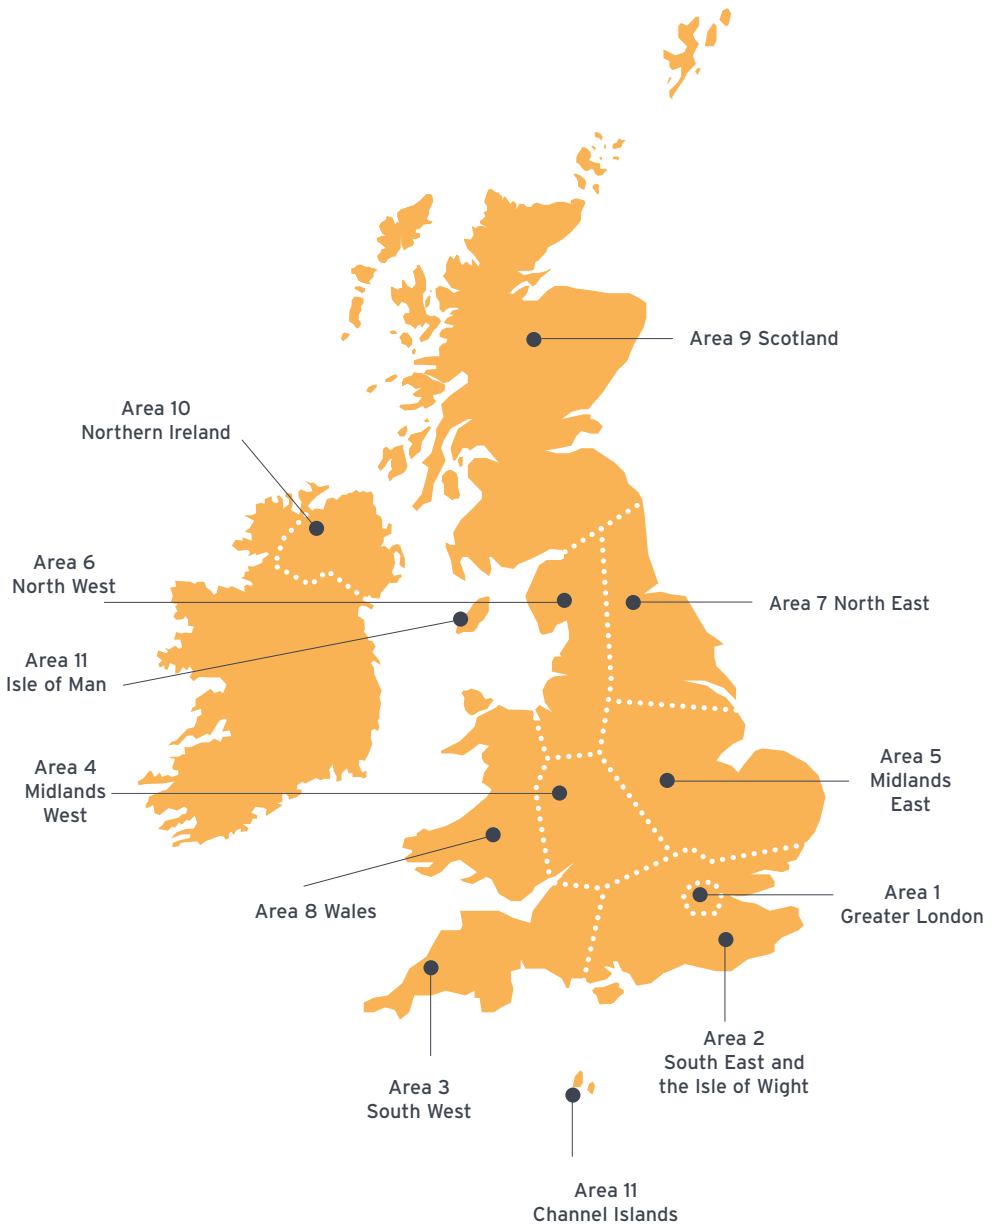 Area 9 Scotland
Area 10
Northern Ireland
Area 6
North West
Area 7 North East
Area 11
Isle of Man
Area 4
Midlands
West
Area 5
Midlands
East
Area 8 Wales
Area 1
Greater London
Area 2
South East and
the Isle of Wight
Area 3
South West
Area 11
Channel Islands